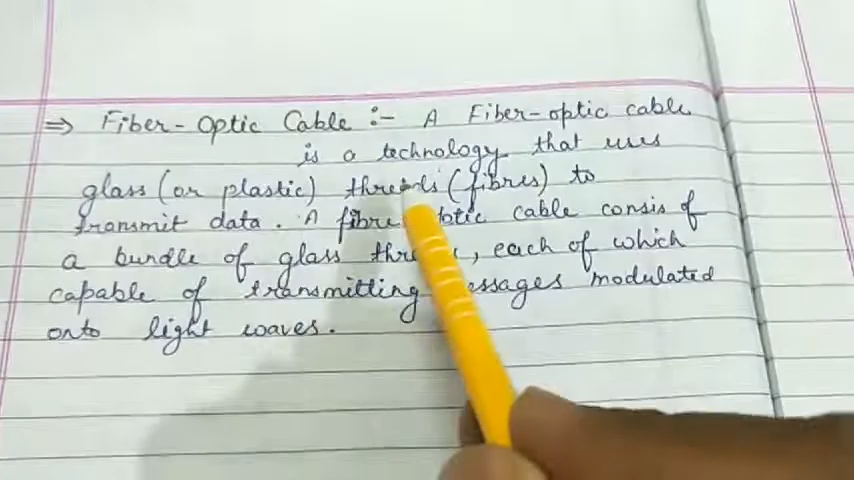 ⇒ Fiber-Optic Cable :- A Fiber-optic cable
is a technology that uses
glass (or plastic) threads (fibres) to
transmit data. A fibre optic cable consis of
a bundle of glass , each of which
capable of transmitting modulated
onto light waves.